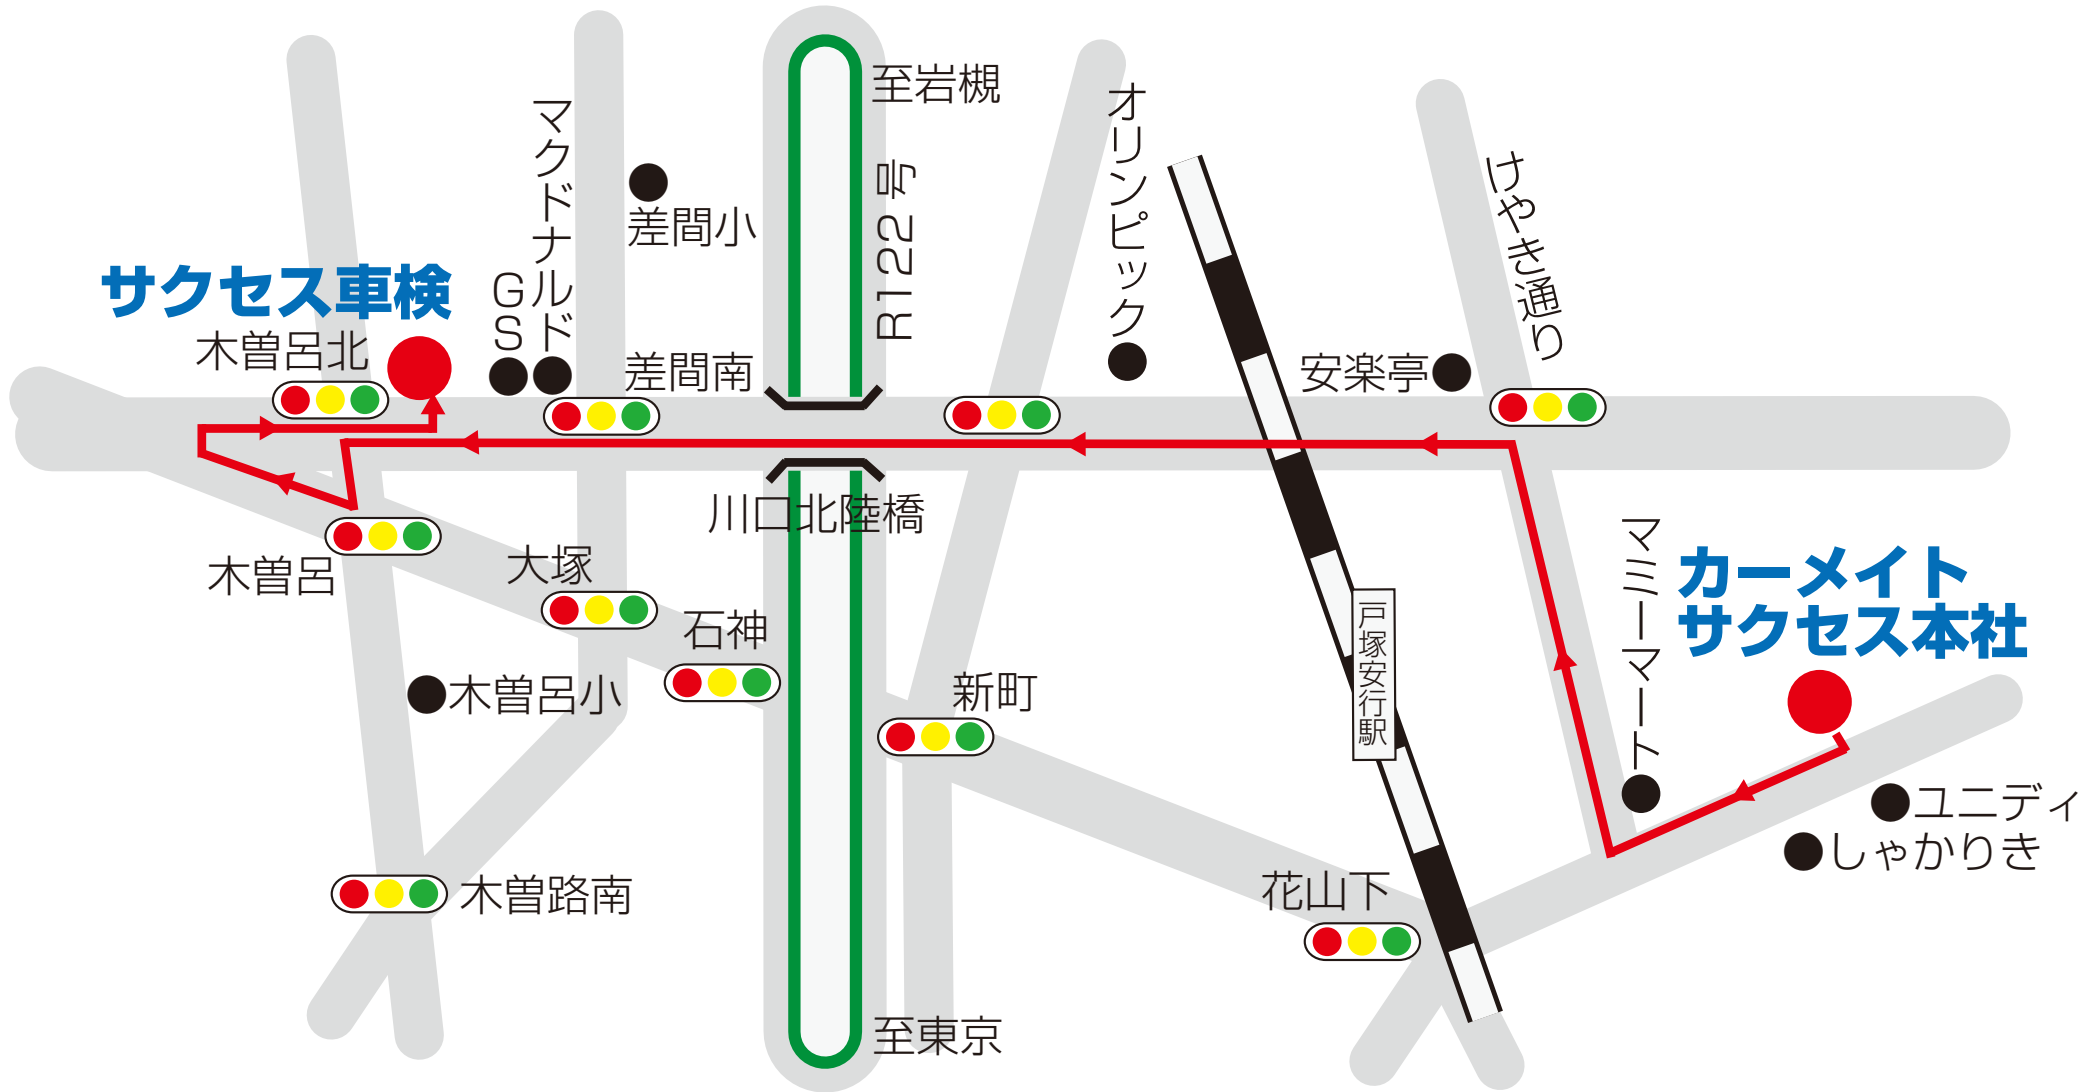 至岩槻
R122号
マクドナルド
GS
差間小
オリンピック
けやき通り
サクセス車検
木曽呂北
差間南
安楽亭
川口北陸橋
木曽呂
大塚
石神
新町
木曽呂小
戸塚安行駅
マミーマート
カーメイト
サクセス本社
ユニディ
しゃかりき
木曽路南
花山下
至東京